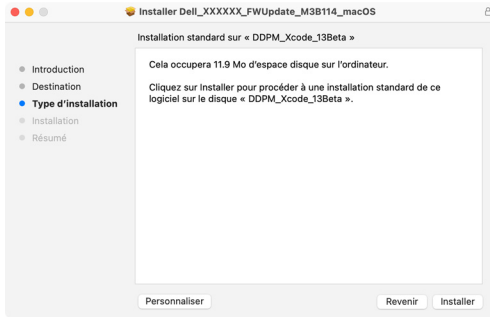 Installer Dell_XXXXXX_FWUpdate_M3B114_macOS
Installation standard sur « DDPM_Xcode_13Beta »
Introduction
Destination
Type d'installation
Installation
Résumé
Cela occupera 11.9 Mo d'espace disque sur l'ordinateur.
Cliquez sur Installer pour procéder à une installation standard de ce
logiciel sur le disque « DDPM_Xcode_13Beta ».
Personnaliser
Revenir
Installer